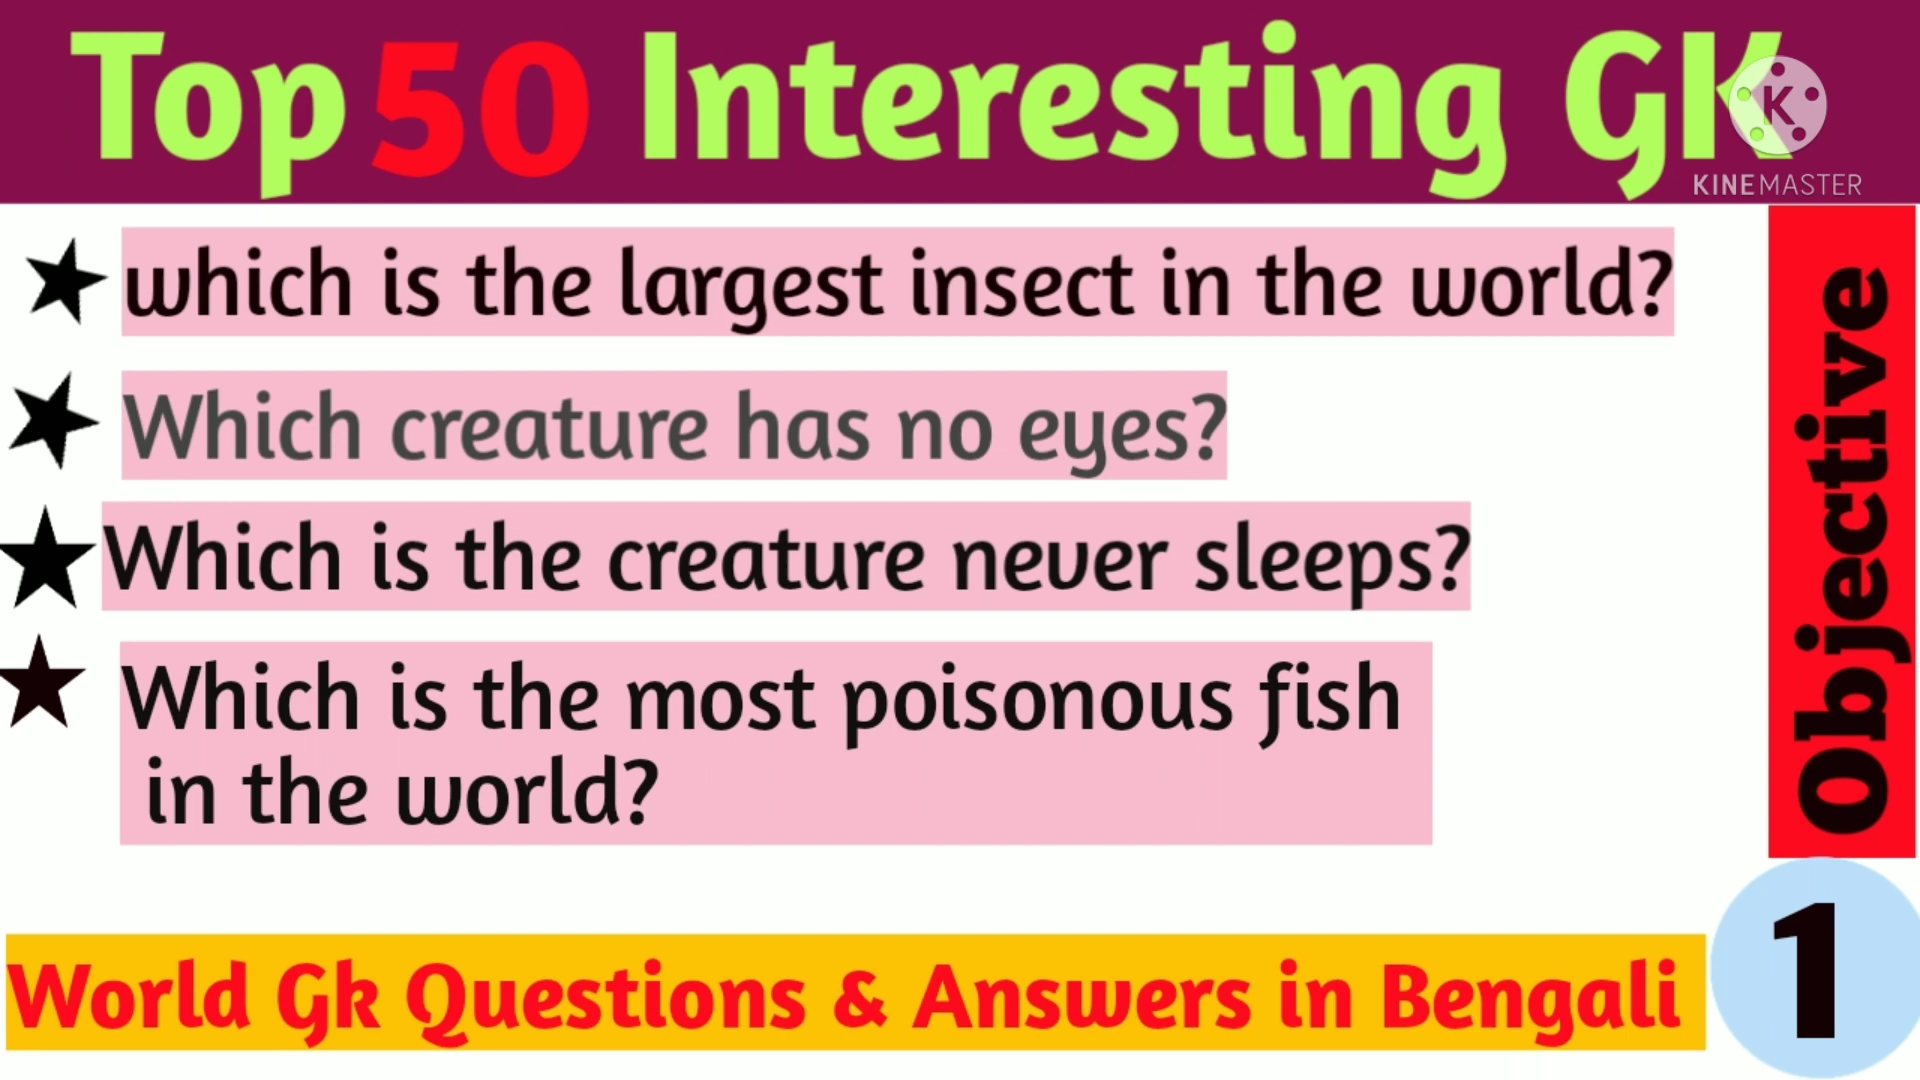 Top 50 Interesting GK
KINEMASTER
which is the largest insect in the world?
Which creature has no eyes?
Which is the creature never sleeps?
Which is the most poisonous fish
in the world?
Objective
1
World Gk Questions & Answers in Bengali